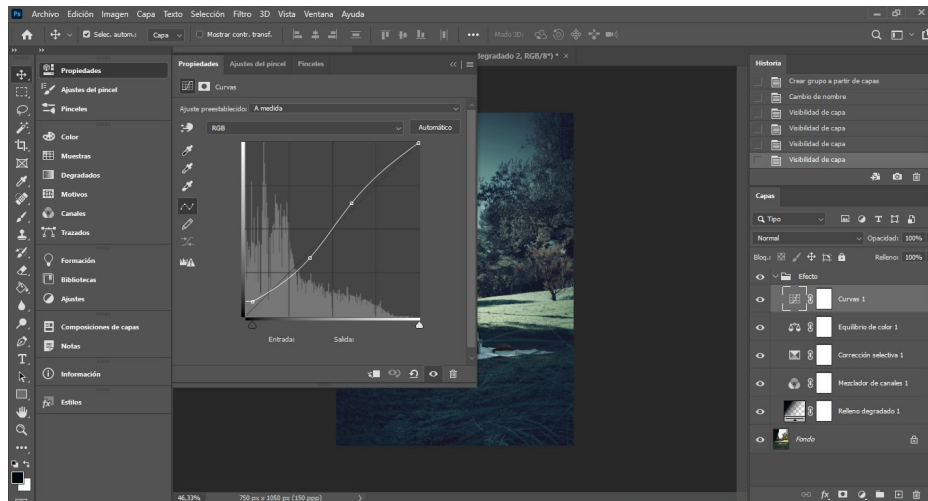 Ps Archivo Edición Imagen Capa Texto Selección Filtro 3D Vista Ventana Ayuda
Selec. autom.: Capa Mostrar contr. transf. Modo 3D:
degradado 2, RGB/8*) * ×
Propiedades
Ajustes del pincel
Pinceles
Color
Muestras
Degradados
Motivos
Canales
Trazados
Formación
Bibliotecas
Ajustes
Composiciones de capas
Notas
Información
fx Estilos
Propiedades Ajustes del pincel Pinceles
Curvas
Ajuste preestablecido: A medida
RGB Automático
Entrada: Salida:
46,33% 750 px x 1050 px (150 ppp)
Historia
Crear grupo a partir de capas
Cambio de nombre
Visibilidad de capa
Visibilidad de capa
Visibilidad de capa
Visibilidad de capa
Capas
Tipo
Normal Opacidad: 100%
Bloq.: Relleno: 100%
Efecto
Curvas 1
Equilibrio de color 1
Corrección selectiva 1
Mezclador de canales 1
Relleno degradado 1
Fondo
fx